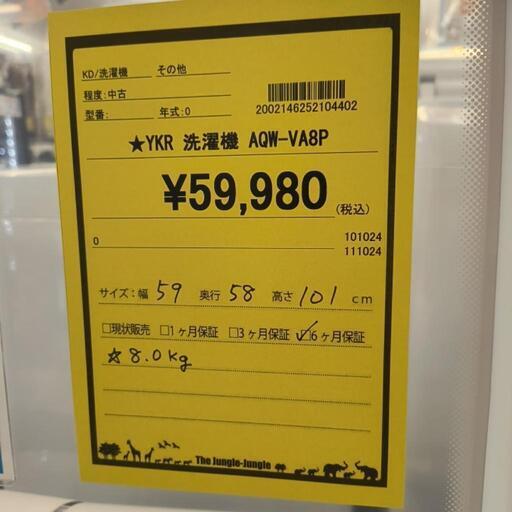 KD/洗濯機 その他
程度:中古
型番: 年式:0
2002146252104402
★YKR 洗濯機 AQW-VA8P
¥59,980(税込)
0 101024
111024
サイズ:幅 59 奥行 58 高さ 101 cm
□現状販売 □1ヶ月保証 □3ヶ月保証 ☑6ヶ月保証
☆8.0kg
The Jungle-Jungle